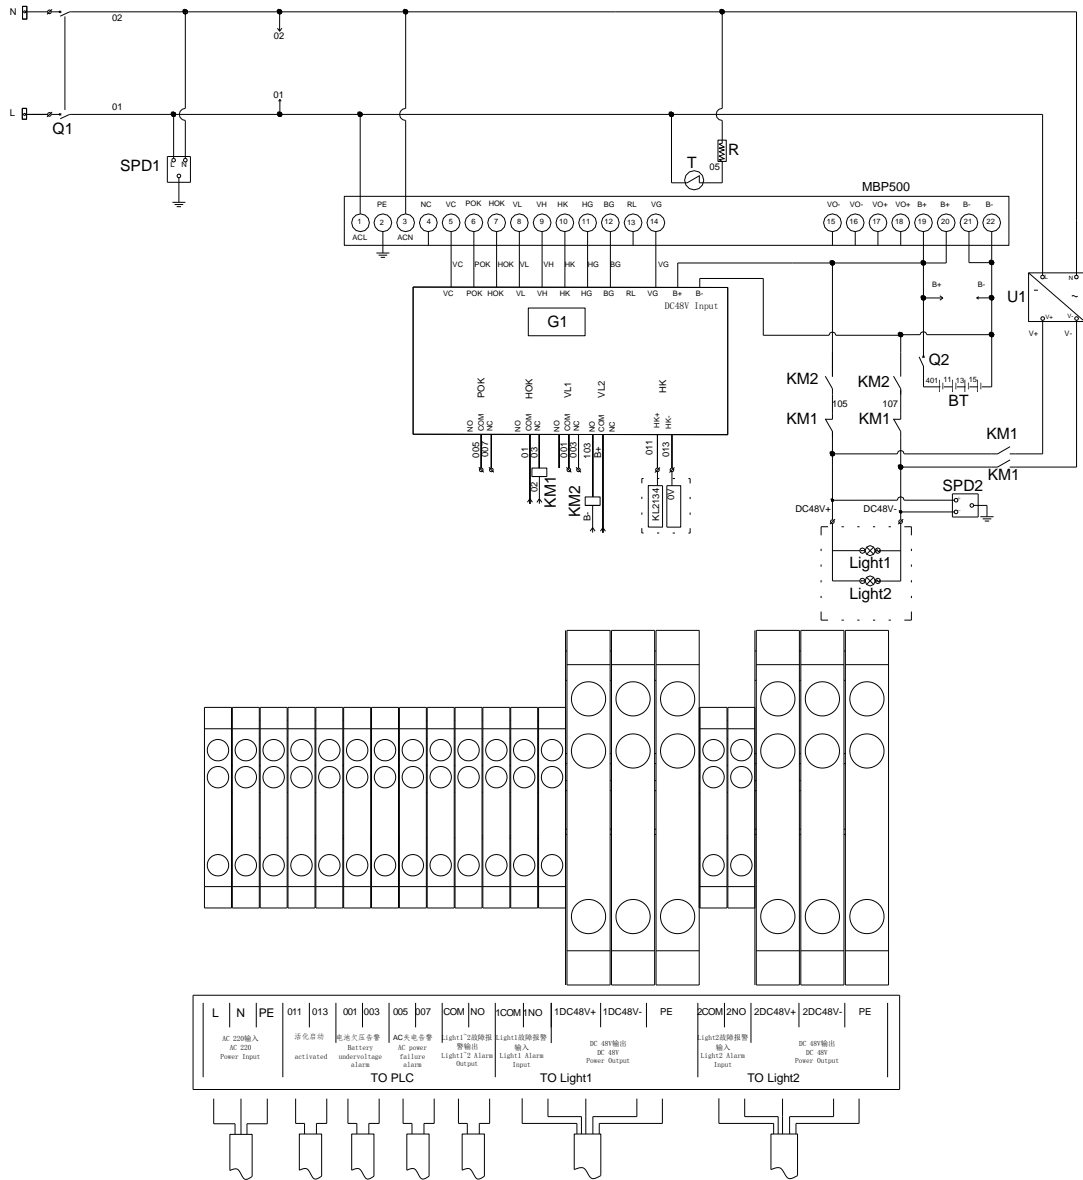 N
02
02
L
01
01
Q1
SPD1
L N
T
05
R
MBP500
PE NC VC POK HOK VL VH HK HG BG RL VG VO- VO- VO+ VO+ B+ B+ B- B-
1 2 3 4 5 6 7 8 9 10 11 12 13 14 15 16 17 18 19 20 21 22
ACL ACN
VC POK HOK VL VH HK HG BG VG
VC POK HOK VL VH HK HG BG RL VG B+ B-
DC48V Input
G1
B+ B-
U1
L N
- ~
V+ V-
V+ V-
Q2
401 11 13 15
BT
KM2 KM2
105 107
KM1 KM1
KM1
KM1
SPD2
DC48V+ DC48V-
Light1
Light2
POK HOK VL1 VL2 HK
NO COM NC NO COM NC NO COM NC NO COM NC HK+ HK-
005 007 01 03 001 003 103 B+ 011 013
02
KM1
KM2
B-
KL2134
0V
L N PE 011 013 001 003 005 007 COM NO 1COM 1NO 1DC48V+ 1DC48V- PE 2COM 2NO 2DC48V+ 2DC48V- PE
AC 220输入
AC 220
Power Input
活化启动
activated
电池欠压告警
Battery
undervoltage
alarm
AC失电告警
AC power
failure
alarm
Light1~2故障报
警输出
Light1~2 Alarm
Output
Light1故障报警
输入
Light1 Alarm
Input
DC 48V输出
DC 48V
Power Output
Light2故障报警
输入
Light2 Alarm
Input
DC 48V输出
DC 48V
Power Output
TO PLC TO Light1 TO Light2